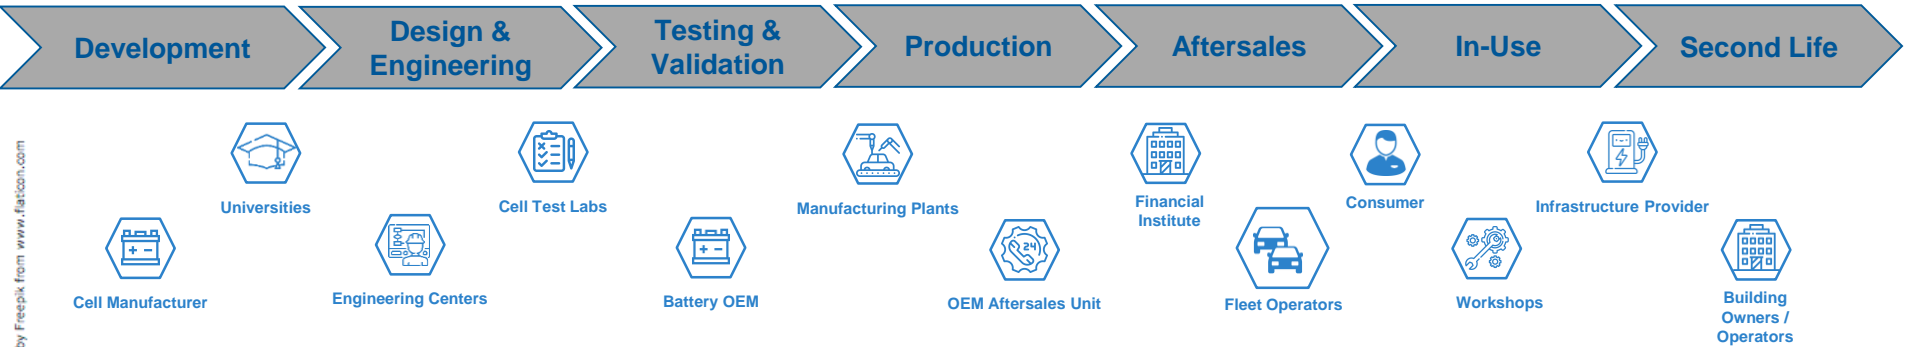 Development
Design &
Engineering
Testing &
Validation
Production
Aftersales
In-Use
Second Life
Universities
Cell Test Labs
Manufacturing Plants
Financial
Institute
Consumer
Infrastructure Provider
Cell Manufacturer
Engineering Centers
Battery OEM
OEM Aftersales Unit
24
Fleet Operators
Workshops
Building
Owners /
Operators
by Freepik from www.flaticon.com